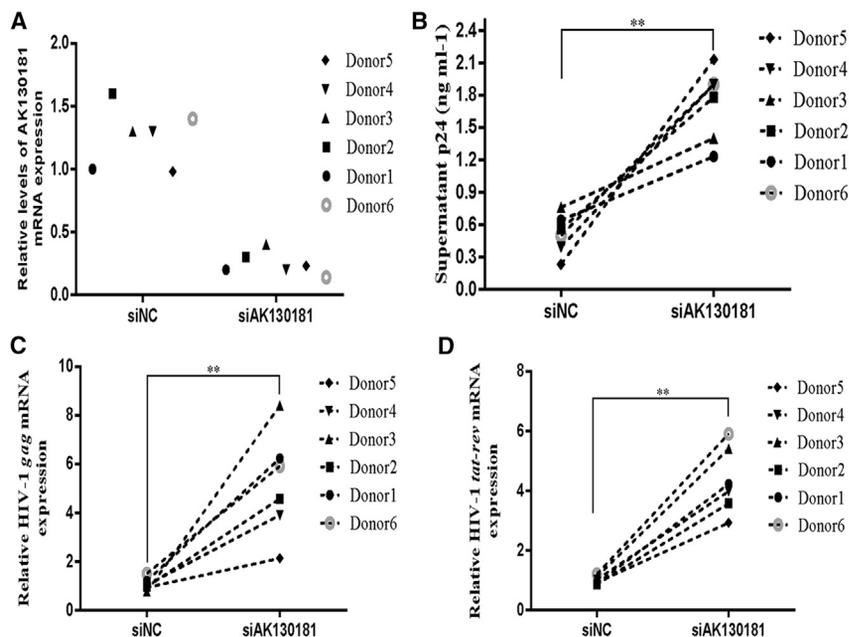 A
Relative levels of AK130181
mRNA expression
2.0
1.5
1.0
0.5
0.0
siNC
siAK130181
Donor5
Donor4
Donor3
Donor2
Donor1
Donor6
B
Supernatant p24 (ng ml-1)
2.4
2.1
1.8
1.5
1.2
0.9
0.6
0.3
0.0
**
siNC
siAK130181
Donor5
Donor4
Donor3
Donor2
Donor1
Donor6
C
Relative HIV-1 gag mRNA
expression
10
8
6
4
2
0
**
siNC
siAK130181
Donor5
Donor4
Donor3
Donor2
Donor1
Donor6
D
Relative HIV-1 tat-rev mRNA
expression
8
6
4
2
0
**
siNC
siAK130181
Donor5
Donor4
Donor3
Donor2
Donor1
Donor6